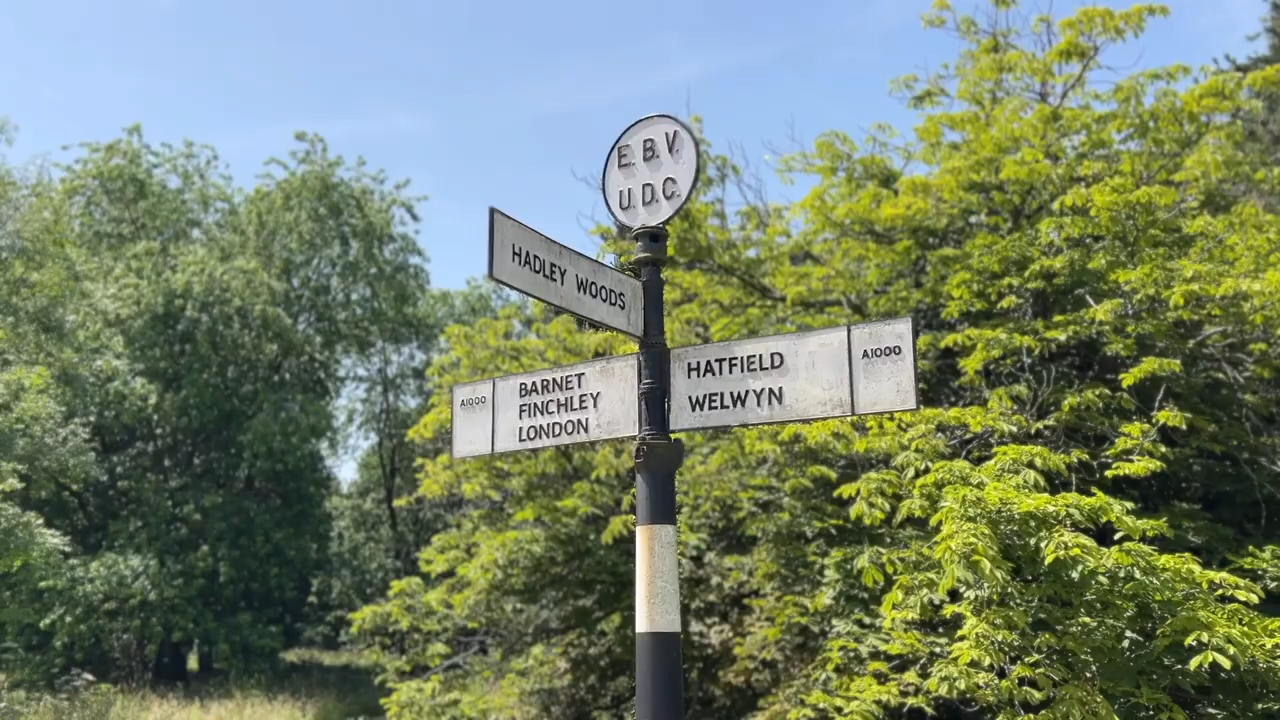 E.B.V.
U.D.C.
HADLEY WOODS
A1000
BARNET
FINCHLEY
LONDON
HATFIELD
WELWYN
A1000